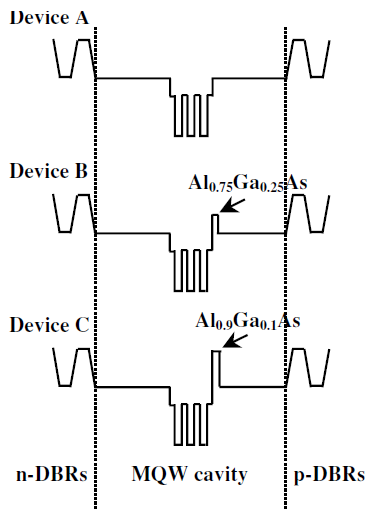 Device A
Device B
Al0.75Ga0.25As
Device C
Al0.9Ga0.1As
n-DBRs MQW cavity p-DBRs